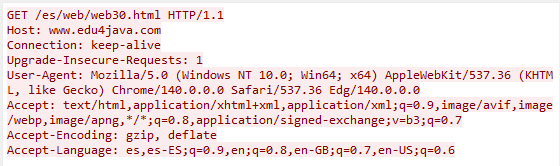 GET /es/web/web30.html HTTP/1.1
Host: www.edu4java.com
Connection: keep-alive
Upgrade-Insecure-Requests: 1
User-Agent: Mozilla/5.0 (Windows NT 10.0; Win64; x64) AppleWebKit/537.36 (KHTM
L, like Gecko) Chrome/140.0.0.0 Safari/537.36 Edg/140.0.0.0
Accept: text/html,application/xhtml+xml,application/xml;q=0.9,image/avif,image
/webp,image/apng,*/*;q=0.8,application/signed-exchange;v=b3;q=0.7
Accept-Encoding: gzip, deflate
Accept-Language: es,es-ES;q=0.9,en;q=0.8,en-GB;q=0.7,en-US;q=0.6